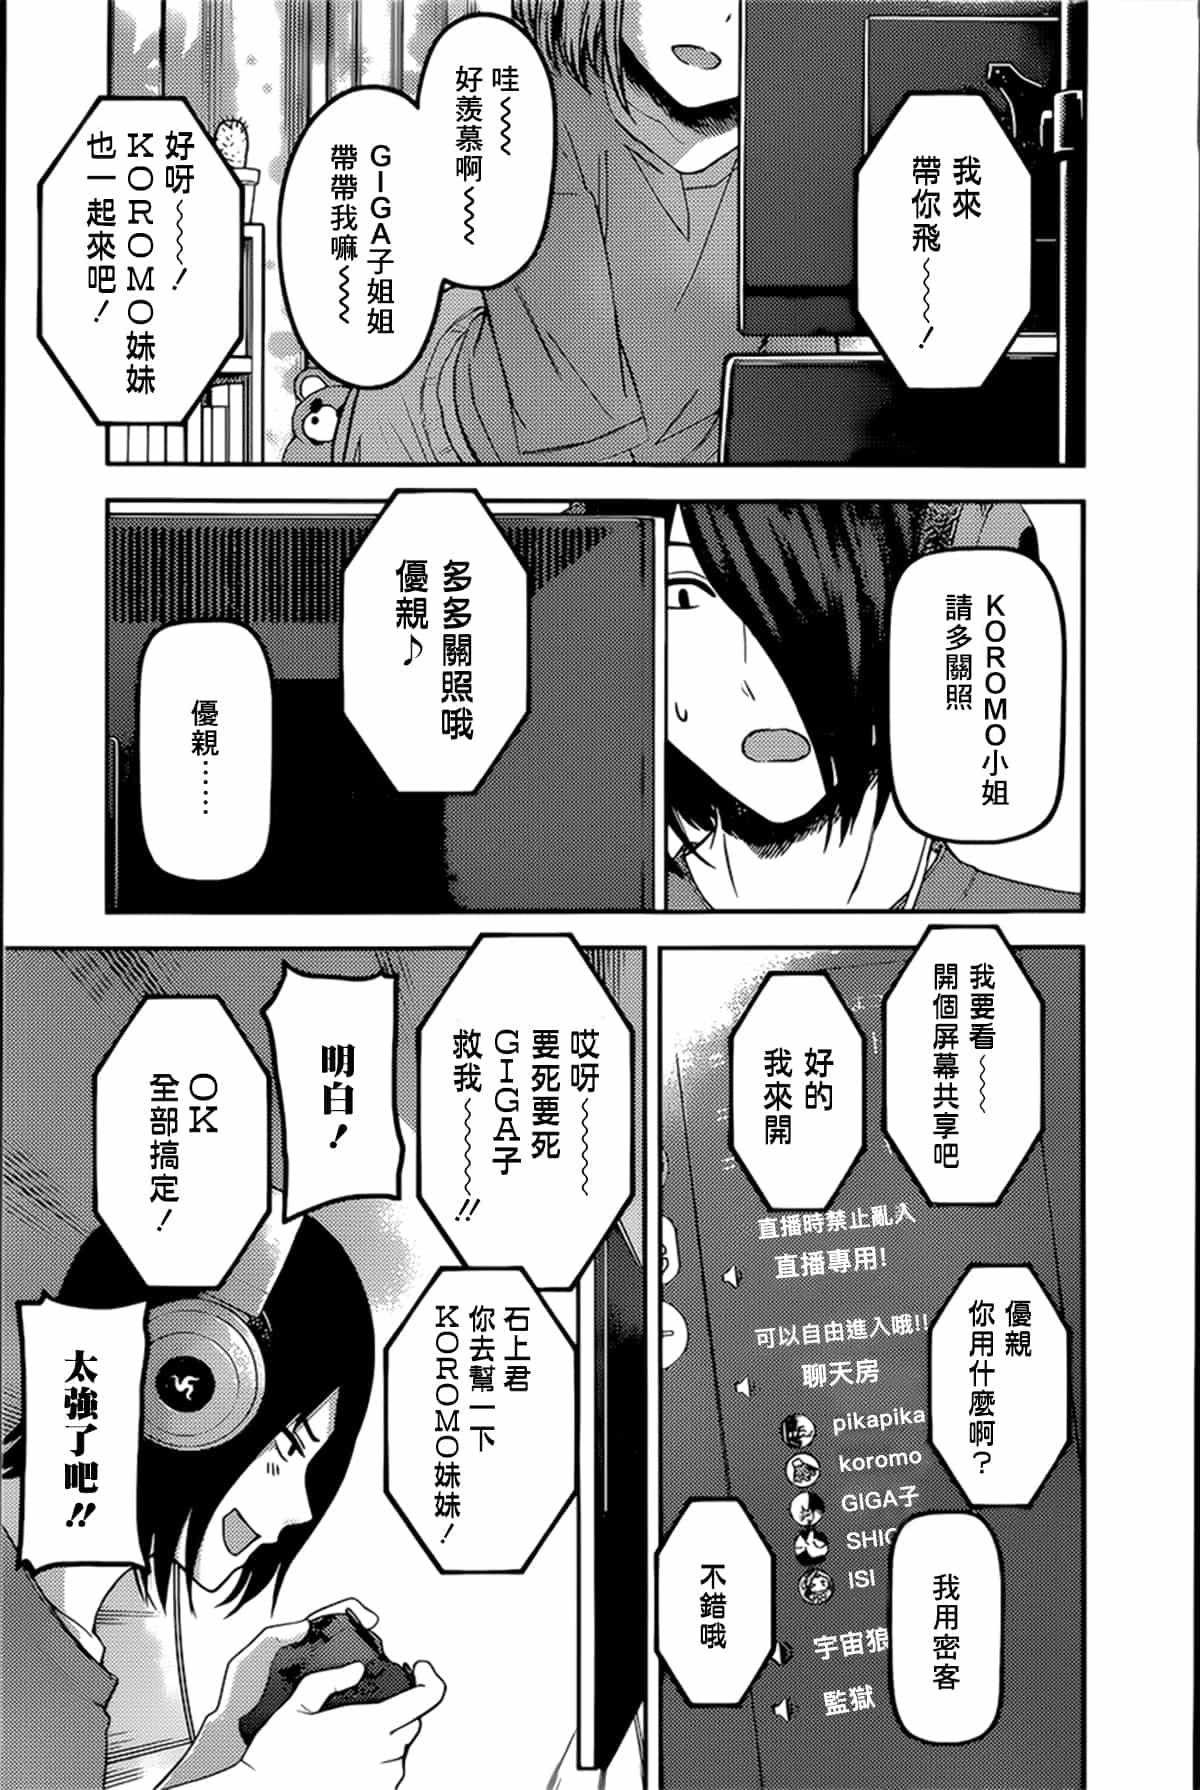 我來
帶你飛～～！
哇～～
好羨慕啊～～
GIGA子姐姐
帶帶我嘛～～
好呀～～！
KOROMO妹妹
也一起來吧！
KOROMO小姐
請多關照
多多關照哦
優親♪
優親……
我要看～～
開個屏幕共享吧
好的
我來開
優親
你用什麼啊？
我用密客
不錯哦
直播時禁止亂入
直播專用!
可以自由進入哦!!
聊天房
pikapika
koromo
GIGA子
SHIO
ISI
宇宙狼
監獄
哎呀～～
要死要死
GIGA子
救我～～!!
明白！
OK
全部搞定！
石上君
你去幫一下
KOROMO妹妹！
太強了吧!!